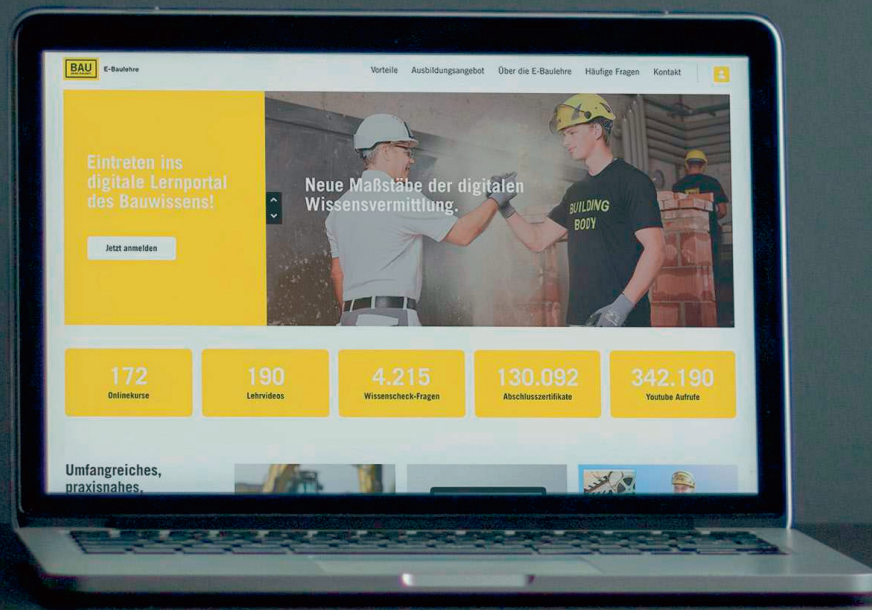 BAU
E-Baulehre
Vorteile
Ausbildungsangebot
Über die E-Baulehre
Häufige Fragen
Kontakt
Eintreten ins
digitale Lernportal
des Bauwissens!
Jetzt anmelden
Neue Maßstäbe der digitalen
Wissensvermittlung.
BUILDING
BODY
172
Onlinekurse
190
Lehrvideos
4.215
Wissenscheck-Fragen
130.092
Abschlusszertifikate
342.190
Youtube Aufrufe
Umfangreiches,
praxisnahes,